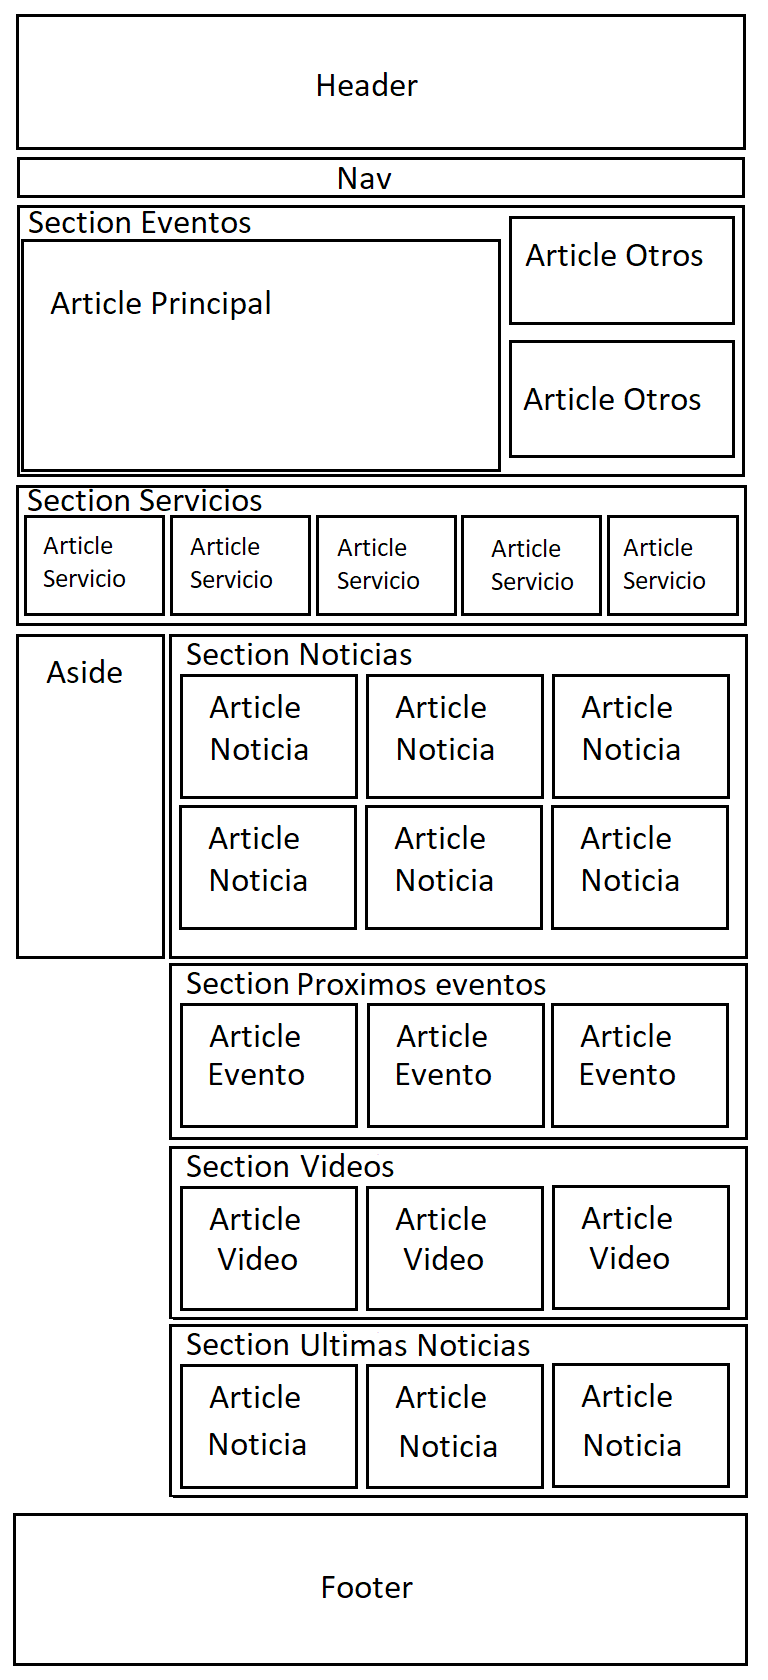 Header
Nav
Section Eventos
Article Principal
Article Otros
Article Otros
Section Servicios
Article
Servicio
Article
Servicio
Article
Servicio
Article
Servicio
Article
Servicio
Aside
Section Noticias
Article
Noticia
Article
Noticia
Article
Noticia
Article
Noticia
Article
Noticia
Article
Noticia
Section Proximos eventos
Article
Evento
Article
Evento
Article
Evento
Section Videos
Article
Video
Article
Video
Article
Video
Section Ultimas Noticias
Article
Noticia
Article
Noticia
Article
Noticia
Footer